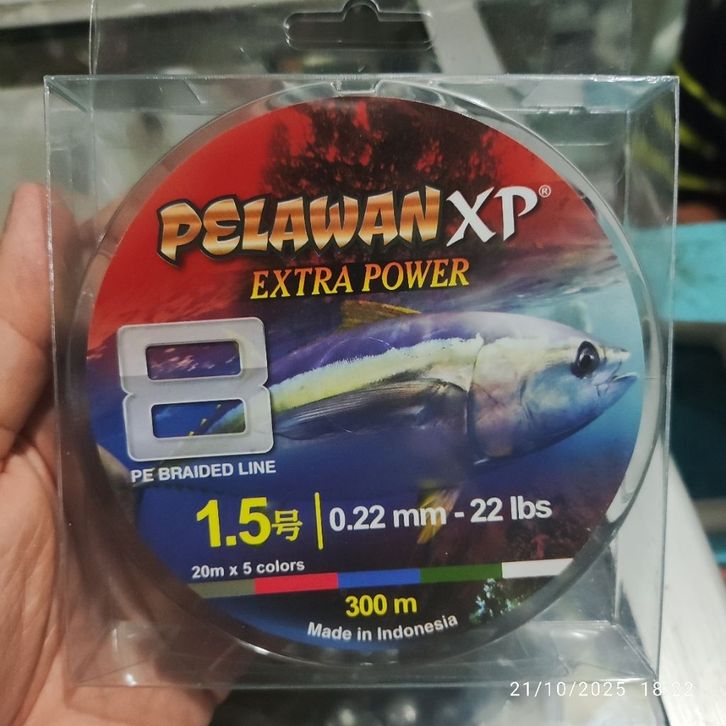 PELAWAN XP®
EXTRA POWER
8
PE BRAIDED LINE
1.5号 | 0.22 mm - 22 lbs
20m x 5 colors
300 m
Made in Indonesia
21/10/2025 18:22